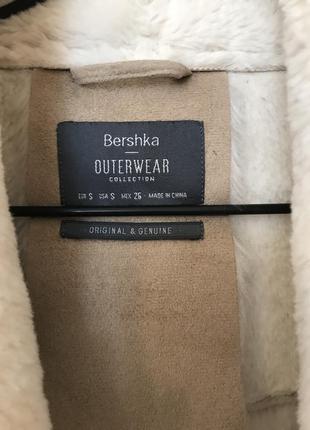 Bershka
OUTERWEAR
COLLECTION
EUR S USA S MEX 26 MADE IN CHINA
ORIGINAL & GENUINE